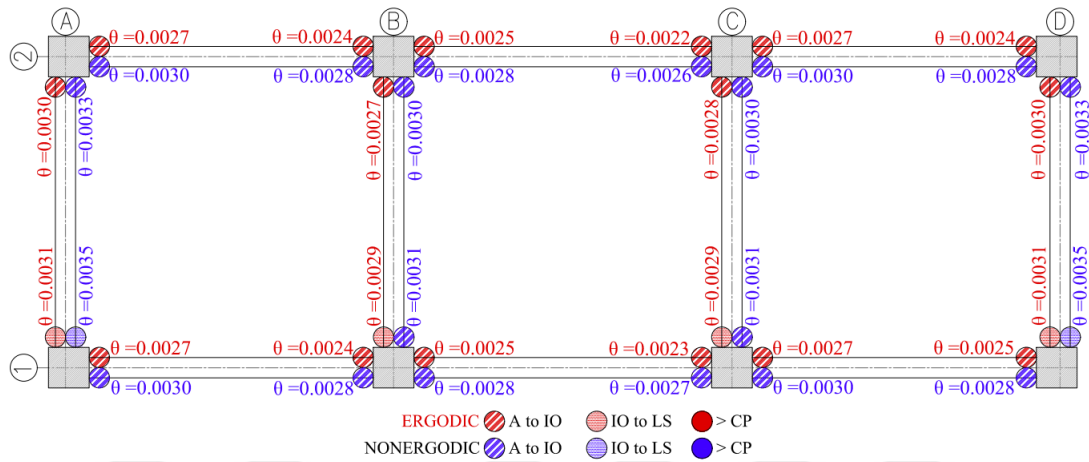 A B C D
2
θ =0.0027 θ =0.0024 θ =0.0025 θ =0.0022 θ =0.0027 θ =0.0024
θ =0.0030 θ =0.0028 θ =0.0028 θ =0.0026 θ =0.0030 θ =0.0028
θ =0.0030 θ =0.0033 θ =0.0027 θ =0.0030 θ =0.0028 θ =0.0030 θ =0.0030 θ =0.0033
θ =0.0031 θ =0.0035 θ =0.0029 θ =0.0031 θ =0.0029 θ =0.0031 θ =0.0031 θ =0.0035
1
θ =0.0027 θ =0.0024 θ =0.0025 θ =0.0023 θ =0.0027 θ =0.0025
θ =0.0030 θ =0.0028 θ =0.0028 θ =0.0027 θ =0.0030 θ =0.0028
ERGODIC A to IO IO to LS > CP
NONERGODIC A to IO IO to LS > CP